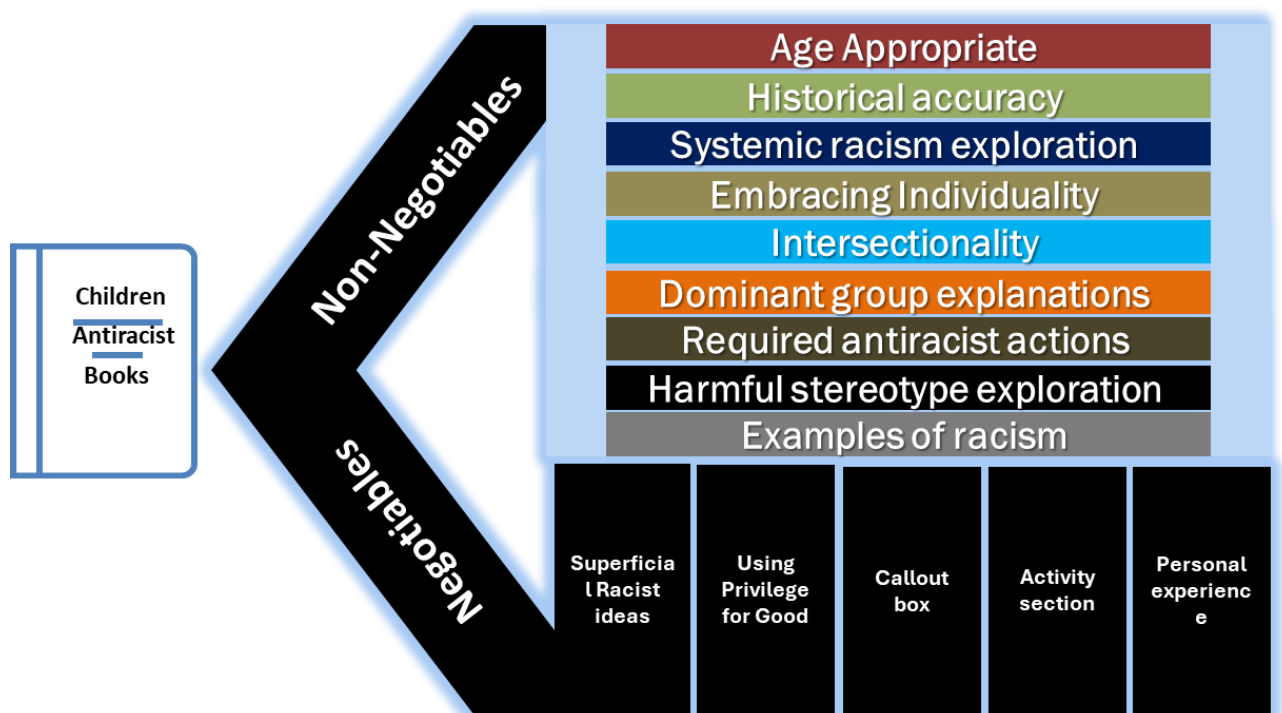 Children
Antiracist
Books
Non-Negotiables
Age Appropriate
Historical accuracy
Systemic racism exploration
Embracing Individuality
Intersectionality
Dominant group explanations
Required antiracist actions
Harmful stereotype exploration
Examples of racism
Negotiables
Superficia
l Racist
ideas
Using
Privilege
for Good
Callout
box
Activity
section
Personal
experienc
e